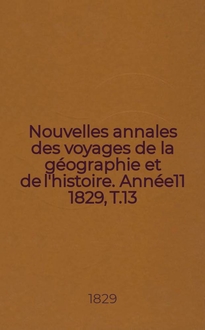 Nouvelles annales
des voyages de la
géographie et
de l'histoire. Année11
1829, T.13
1829